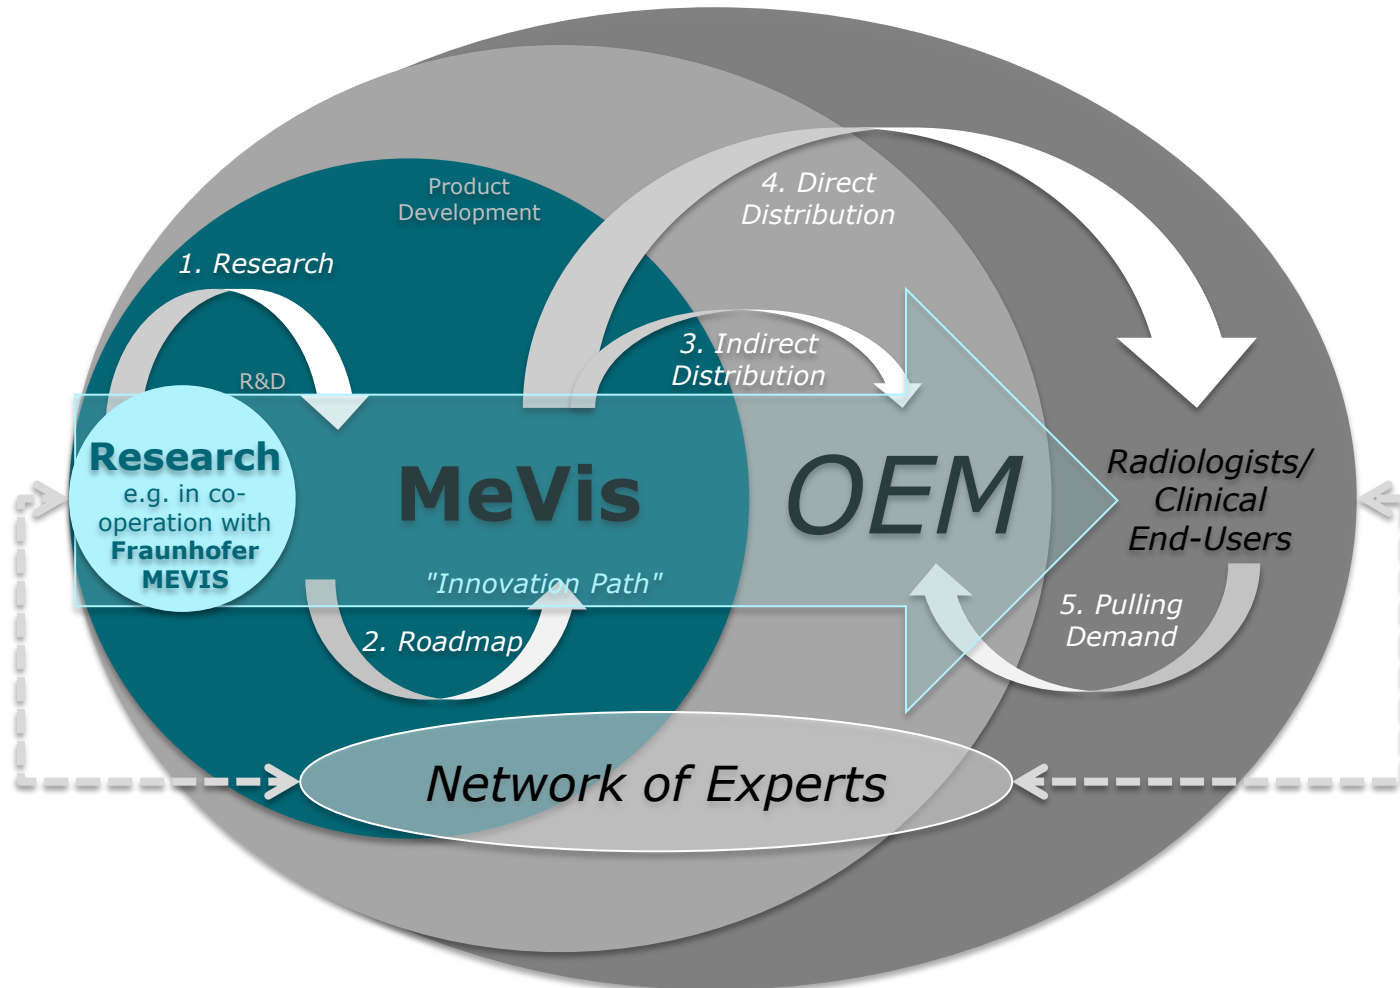 Product
Development
4. Direct
Distribution
1. Research
3. Indirect
Distribution
R&D
Research
e.g. in co-
operation with
Fraunhofer
MEVIS
MeVis
OEM
Radiologists/
Clinical
End-Users
"Innovation Path"
2. Roadmap
5. Pulling
Demand
Network of Experts